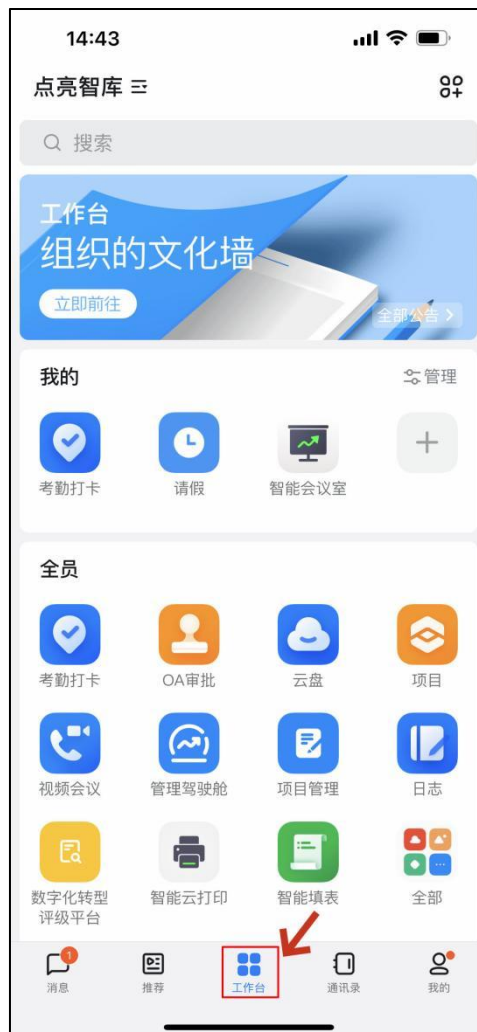 14:43
点亮智库
搜索
工作台
组织的文化墙
立即前往
全部公告 >
我的
管理
考勤打卡 请假 智能会议室
全员
考勤打卡 OA审批 云盘 项目
视频会议 管理驾驶舱 项目管理 日志
数字化转型 智能云打印 智能填表 全部
评级平台
1
消息 推荐 工作台 通讯录 我的